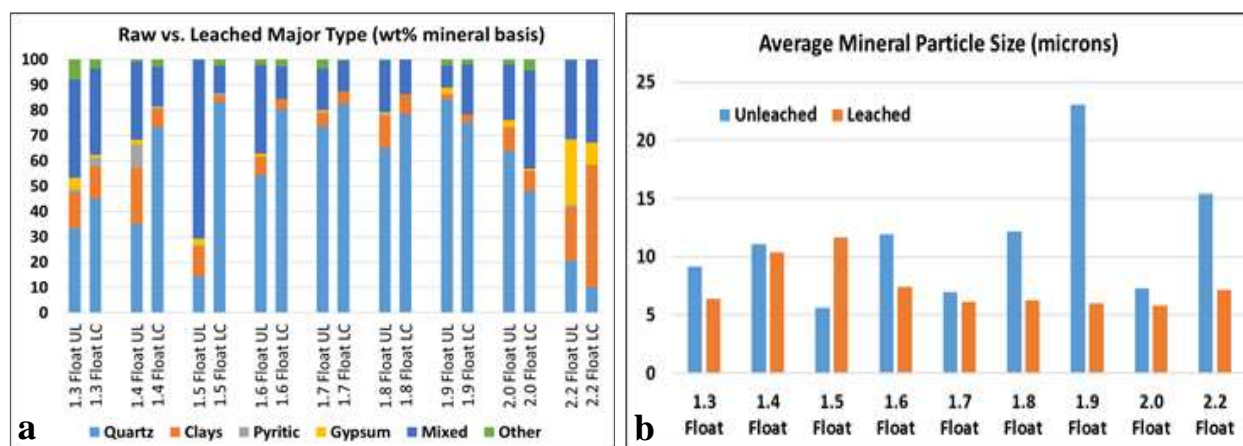 Raw vs. Leached Major Type (wt% mineral basis)
100
90
80
70
60
50
40
30
20
10
0
1.3 Float UL
1.3 Float LC
1.4 Float UL
1.4 Float LC
1.5 Float UL
1.5 Float LC
1.6 Float UL
1.6 Float LC
1.7 Float UL
1.7 Float LC
1.8 Float UL
1.8 Float LC
1.9 Float UL
1.9 Float LC
2.0 Float UL
2.0 Float LC
2.2 Float UL
2.2 Float LC
Quartz Clays Pyritic Gypsum Mixed Other
a
Average Mineral Particle Size (microns)
Unleached Leached
25
20
15
10
5
0
1.3 1.4 1.5 1.6 1.7 1.8 1.9 2.0 2.2
Float Float Float Float Float Float Float Float Float
b